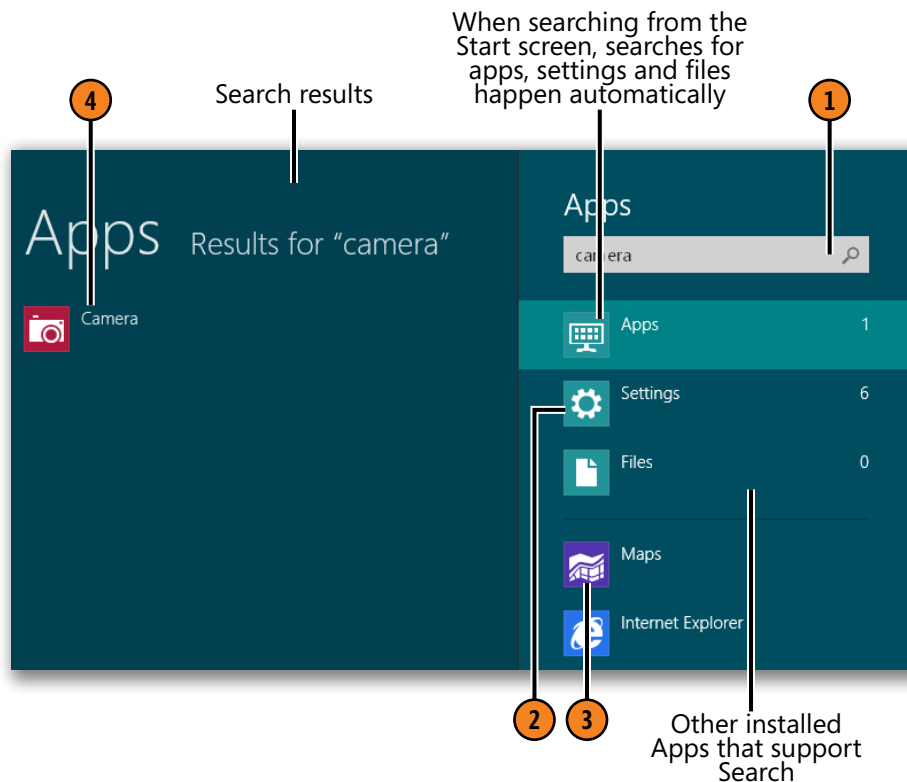 When searching from the
Start screen, searches for
apps, settings and files
happen automatically
4
Search results
1
Apps
Results for “camera”
Camera
Apps
camera
Apps 1
Settings 6
Files 0
Maps
Internet Explorer
2
3
Other installed
Apps that support
Search